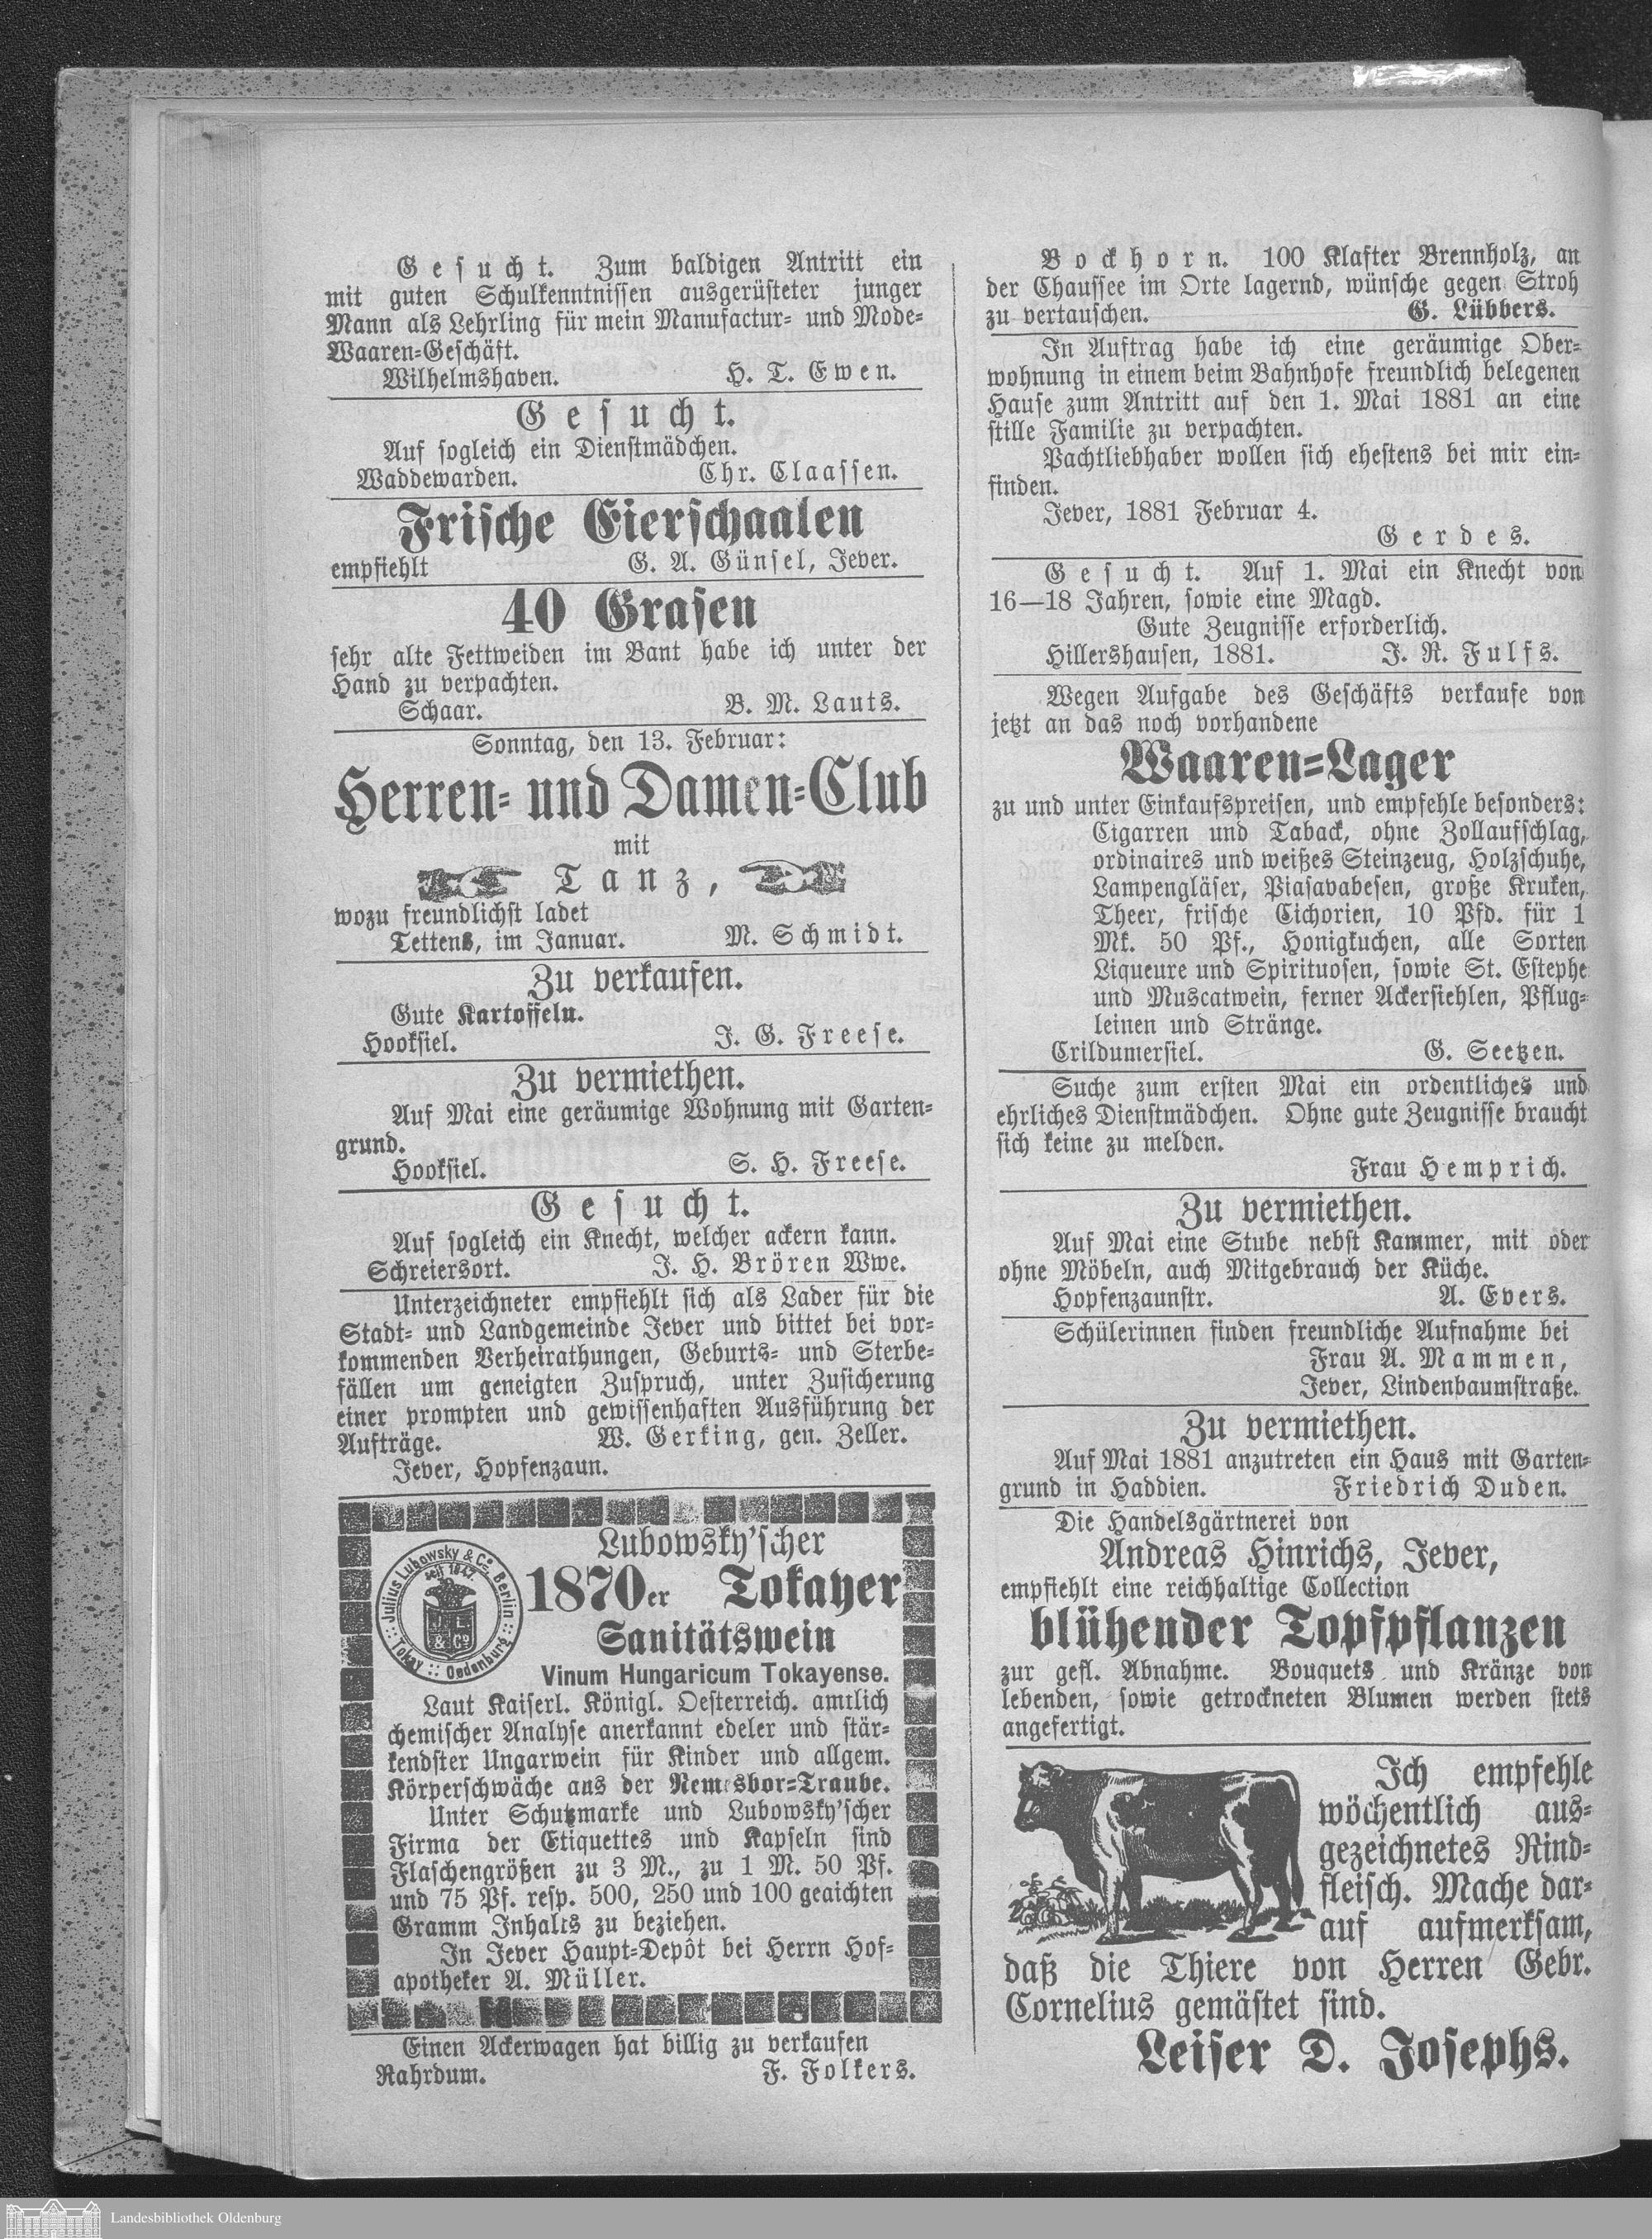 Gesucht. Zum baldigen Antritt ein
mit guten Schulkenntnissen ausgerüsteter junger
Mann als Lehrling für mein Manufactur- und Mode-
Waaren-Geschäft.
Wilhelmshaven. H. T. Ewen.
Gesucht.
Auf sogleich ein Dienstmädchen.
Waddewarden. Chr. Claassen.
Frische Eierschaalen
empfiehlt G. A. Günsel, Jever.
40 Grasen
sehr alte Fettweiden im Bant habe ich unter der
Hand zu verpachten.
Schaar. B. M. Lauts.
Sonntag, den 13. Februar:
Herren- und Damen-Club
mit
Tanz,
wozu freundlichst ladet
Tettens, im Januar. M. Schmidt.
Zu verkaufen.
Gute Kartoffeln.
Hooksiel. J. G. Freese.
Zu vermiethen.
Auf Mai eine geräumige Wohnung mit Garten-
grund.
Hooksiel. S. H. Freese.
Gesucht.
Auf sogleich ein Knecht, welcher ackern kann.
Schreiersort. J. H. Brören Wwe.
Unterzeichneter empfiehlt sich als Lader für die
Stadt- und Landgemeinde Jever und bittet bei vor-
kommenden Verheirathungen, Geburts- und Sterbe-
fällen um geneigten Zuspruch, unter Zusicherung
einer prompten und gewissenhaften Ausführung der
Aufträge. W. Gerking, gen. Zeller.
Jever, Hopfenzaun.
Julius Lubowsky & Co. Berlin
seit 1842.
J L
& Co
Tokay :: Oedenburg ::
Lubowsky'scher
1870er Tokayer
Sanitätswein
Vinum Hungaricum Tokayense.
Laut Kaiserl. Königl. Oesterreich. amtlich
chemischer Analyse anerkannt edeler und stär-
kendster Ungarwein für Kinder und allgem.
Körperschwäche aus der Nemesbor-Traube.
Unter Schutzmarke und Lubowsky'scher
Firma der Etiquettes und Kapseln sind
Flaschengrößen zu 3 M., zu 1 M. 50 Pf.
und 75 Pf. resp. 500, 250 und 100 geaichten
Gramm Inhalts zu beziehen.
In Jever Haupt-Depôt bei Herrn Hof-
apotheker A. Müller.
Einen Ackerwagen hat billig zu verkaufen
Rahrdum. F. Folkers.
Bockhorn. 100 Klafter Brennholz, an
der Chaussee im Orte lagernd, wünsche gegen Stroh
zu vertauschen. G. Lübbers.
In Auftrag habe ich eine geräumige Ober-
wohnung in einem beim Bahnhofe freundlich belegenen
Hause zum Antritt auf den 1. Mai 1881 an eine
stille Familie zu verpachten.
Pachtliebhaber wollen sich ehestens bei mir ein-
finden.
Jever, 1881 Februar 4.
Gerdes.
Gesucht. Auf 1. Mai ein Knecht von
16—18 Jahren, sowie eine Magd.
Gute Zeugnisse erforderlich.
Hillershausen, 1881. J. R. Fulfs.
Wegen Aufgabe des Geschäfts verkaufe von
jetzt an das noch vorhandene
Waaren-Lager
zu und unter Einkaufspreisen, und empfehle besonders:
Cigarren und Taback, ohne Zollaufschlag,
ordinaires und weißes Steinzeug, Holzschuhe,
Lampengläser, Piasavabesen, große Kruken,
Theer, frische Cichorien, 10 Pfd. für 1
Mk. 50 Pf., Honigkuchen, alle Sorten
Liqueure und Spirituosen, sowie St. Estephe
und Muscatwein, ferner Ackersiehlen, Pflug-
leinen und Stränge.
Crildumersiel. G. Seetzen.
Suche zum ersten Mai ein ordentliches und
ehrliches Dienstmädchen. Ohne gute Zeugnisse braucht
sich keine zu melden.
Frau Hemprich.
Zu vermiethen.
Auf Mai eine Stube nebst Kammer, mit oder
ohne Möbeln, auch Mitgebrauch der Küche.
Hopfenzaunstr. A. Evers.
Schülerinnen finden freundliche Aufnahme bei
Frau A. Mammen,
Jever, Lindenbaumstraße.
Zu vermiethen.
Auf Mai 1881 anzutreten ein Haus mit Garten-
grund in Haddien. Friedrich Duden.
Die Handelsgärtnerei von
Andreas Hinrichs, Jever,
empfiehlt eine reichhaltige Collection
blühender Topfpflanzen
zur gefl. Abnahme. Bouquets und Kränze von
lebenden, sowie getrockneten Blumen werden stets
angefertigt.
Ich empfehle
wöchentlich aus-
gezeichnetes Rind-
fleisch. Mache dar-
auf aufmerksam,
daß die Thiere von Herren Gebr.
Cornelius gemästet sind.
Leiser D. Josephs.
Landesbibliothek Oldenburg